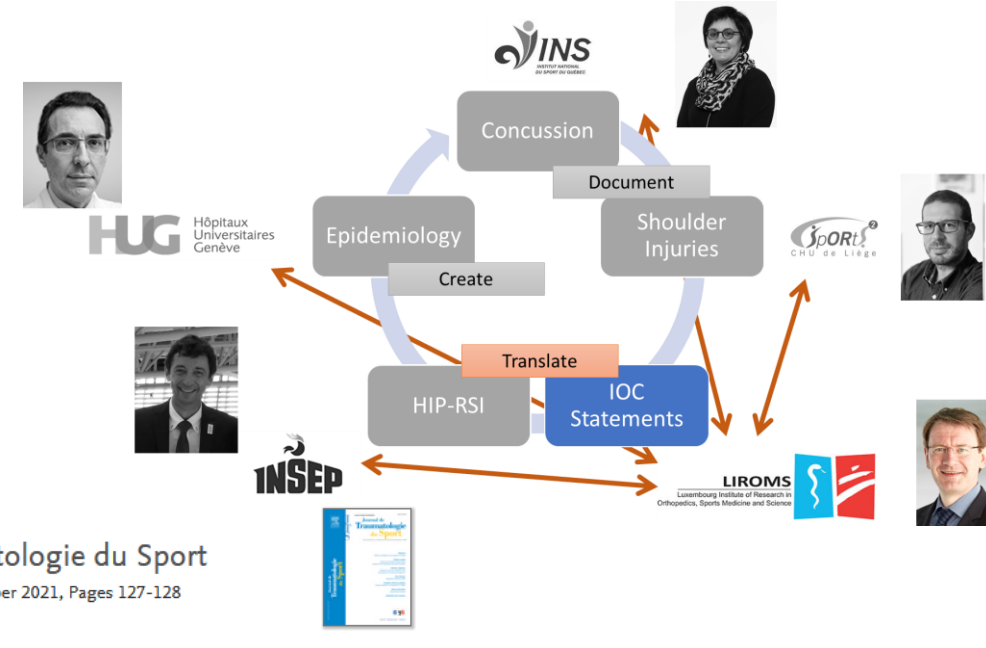 INS
INSTITUT NATIONAL
DU SPORT DU QUÉBEC
Concussion
Document
HUG
Hôpitaux
Universitaires
Genève
Epidemiology
Shoulder
Injuries
SPORTS²
CHU de Liège
Create
Translate
HIP-RSI
IOC
Statements
INSEP
LIROMS
Luxembourg Institute of Research in
Orthopedics, Sports Medicine and Science
Journal de
Traumatologie
du Sport
tologie du Sport
er 2021, Pages 127-128